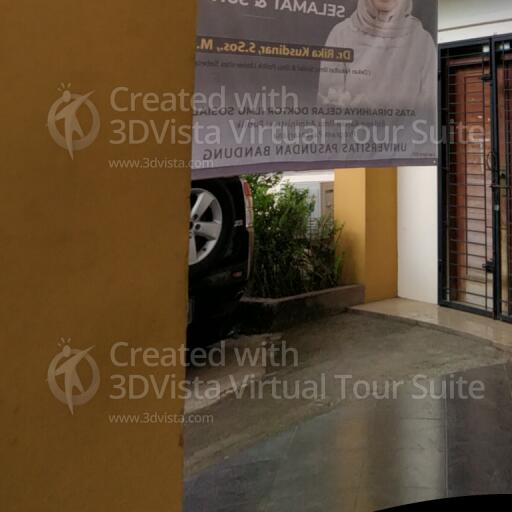 SELAMAT &
Dr. Rika Kusdinar, S.Sos., M.
ATAS DIRAIHNYA GELAR DOKTOR ILMU SOSIAL
UNIVERSITAS PASUNDAN BANDUNG
Created with
3DVista Virtual Tour Suite
www.3dvista.com
Created with
3DVista Virtual Tour Suite
www.3dvista.com